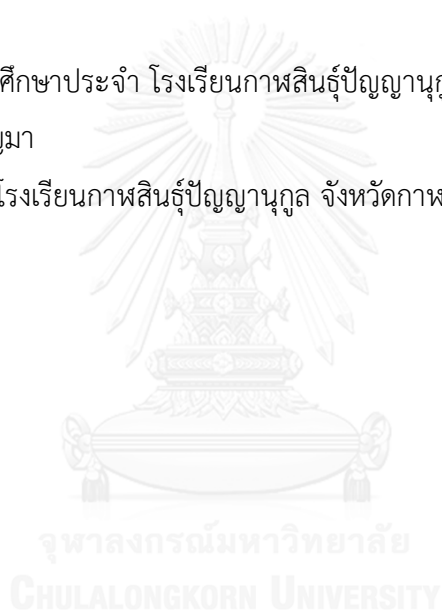 ศึกษาประจำ โรงเรียนกาฬสินธุ์ปัญญานุกู
ญมา
โรงเรียนกาฬสินธุ์ปัญญานุกูล จังหวัดกาฬ
จุฬาลงกรณ์มหาวิทยาลัย
CHULALONGKORN UNIVERSITY